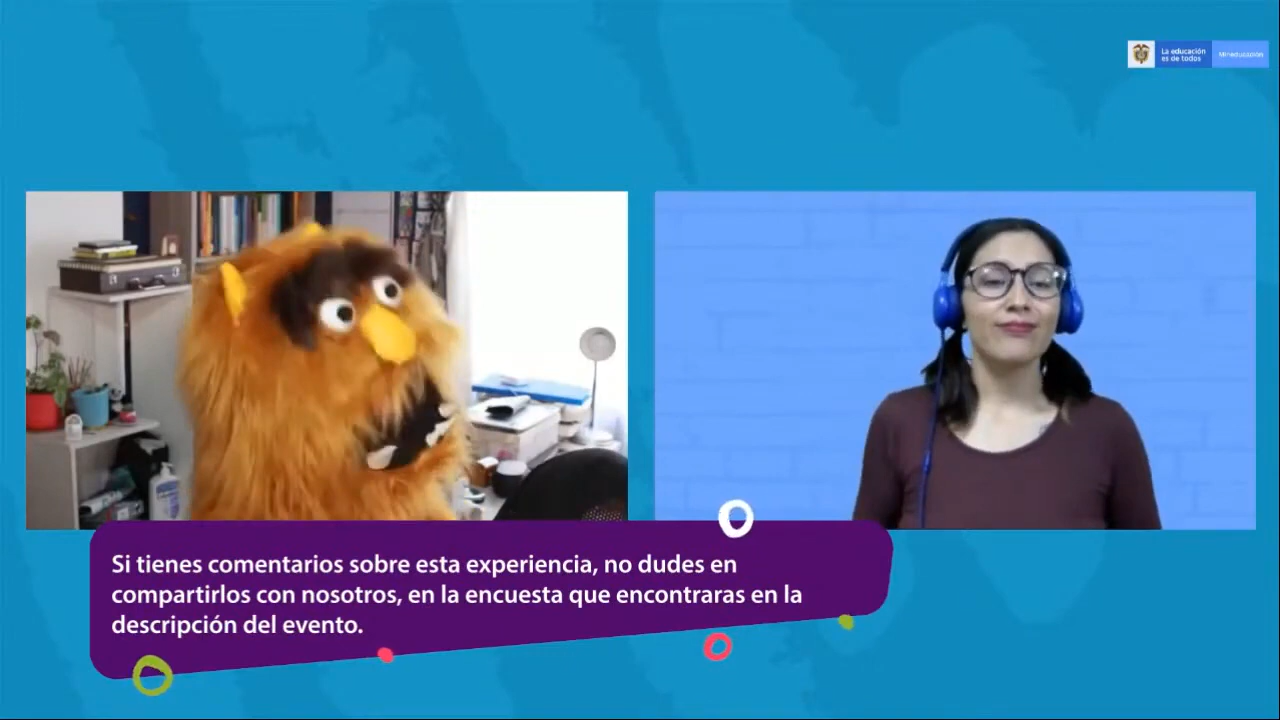 La educación
es de todos
Mineducación
Si tienes comentarios sobre esta experiencia, no dudes en
compartirlos con nosotros, en la encuesta que encontraras en la
descripción del evento.